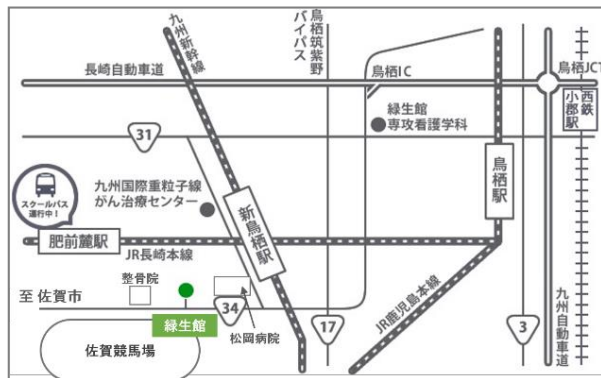 九州新幹線
鳥栖筑紫野
バイパス
長崎自動車道
鳥栖IC
鳥栖JCT
西鉄
小郡駅
緑生館
専攻看護学科
31
スクールバス
運行中！
九州国際重粒子線
がん治療センター
新鳥栖駅
鳥栖駅
肥前麓駅
JR長崎本線
整骨院
至 佐賀市
34
緑生館
松岡病院
17
JR鹿児島本線
3
九州自動車道
佐賀競馬場